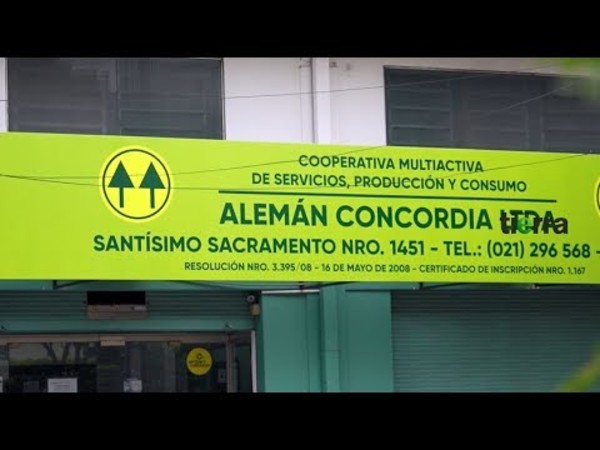 COOPERATIVA MULTIACTIVA
DE SERVICIOS, PRODUCCIÓN Y CONSUMO
ALEMÁN CONCORDIA LTDA
tierra
SANTÍSIMO SACRAMENTO NRO. 1451 - TEL.: (021) 296 568 -
RESOLUCIÓN NRO. 3.395/08 - 16 DE MAYO DE 2008 - CERTIFICADO DE INSCRIPCIÓN NRO. 1.167